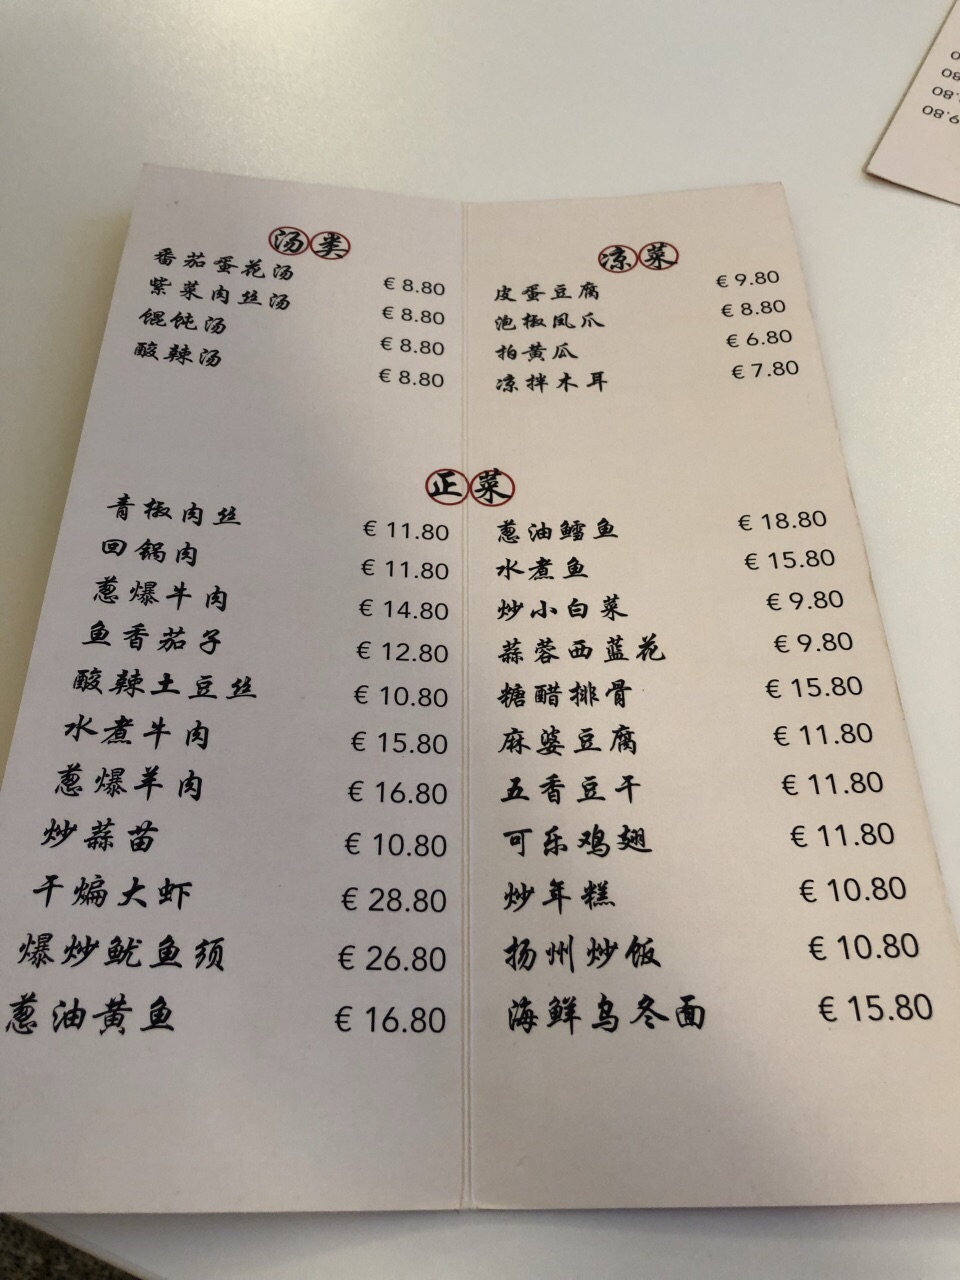 汤类
番茄蛋花汤 € 8.80
紫菜肉丝汤 € 8.80
馄饨汤 € 8.80
酸辣汤 € 8.80
凉菜
皮蛋豆腐 € 9.80
泡椒凤爪 € 8.80
拍黄瓜 € 6.80
凉拌木耳 € 7.80
正菜
青椒肉丝 € 11.80
回锅肉 € 11.80
葱爆牛肉 € 14.80
鱼香茄子 € 12.80
酸辣土豆丝 € 10.80
水煮牛肉 € 15.80
葱爆羊肉 € 16.80
炒蒜苗 € 10.80
干煸大虾 € 28.80
爆炒鱿鱼须 € 26.80
葱油黄鱼 € 16.80
葱油鳕鱼 € 18.80
水煮鱼 € 15.80
炒小白菜 € 9.80
蒜蓉西蓝花 € 9.80
糖醋排骨 € 15.80
麻婆豆腐 € 11.80
五香豆干 € 11.80
可乐鸡翅 € 11.80
炒年糕 € 10.80
扬州炒饭 € 10.80
海鲜乌冬面 € 15.80
9.80